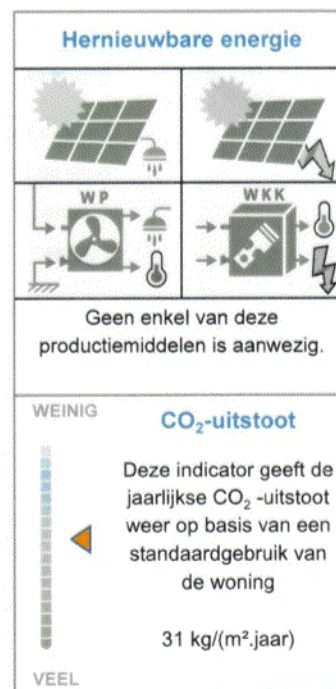 Hernieuwbare energie
WP
WKK
Geen enkel van deze
productiemiddelen is aanwezig.
WEINIG
CO₂-uitstoot
Deze indicator geeft de
jaarlijkse CO₂ -uitstoot
weer op basis van een
standaardgebruik van
de woning
31 kg/(m².jaar)
VEEL